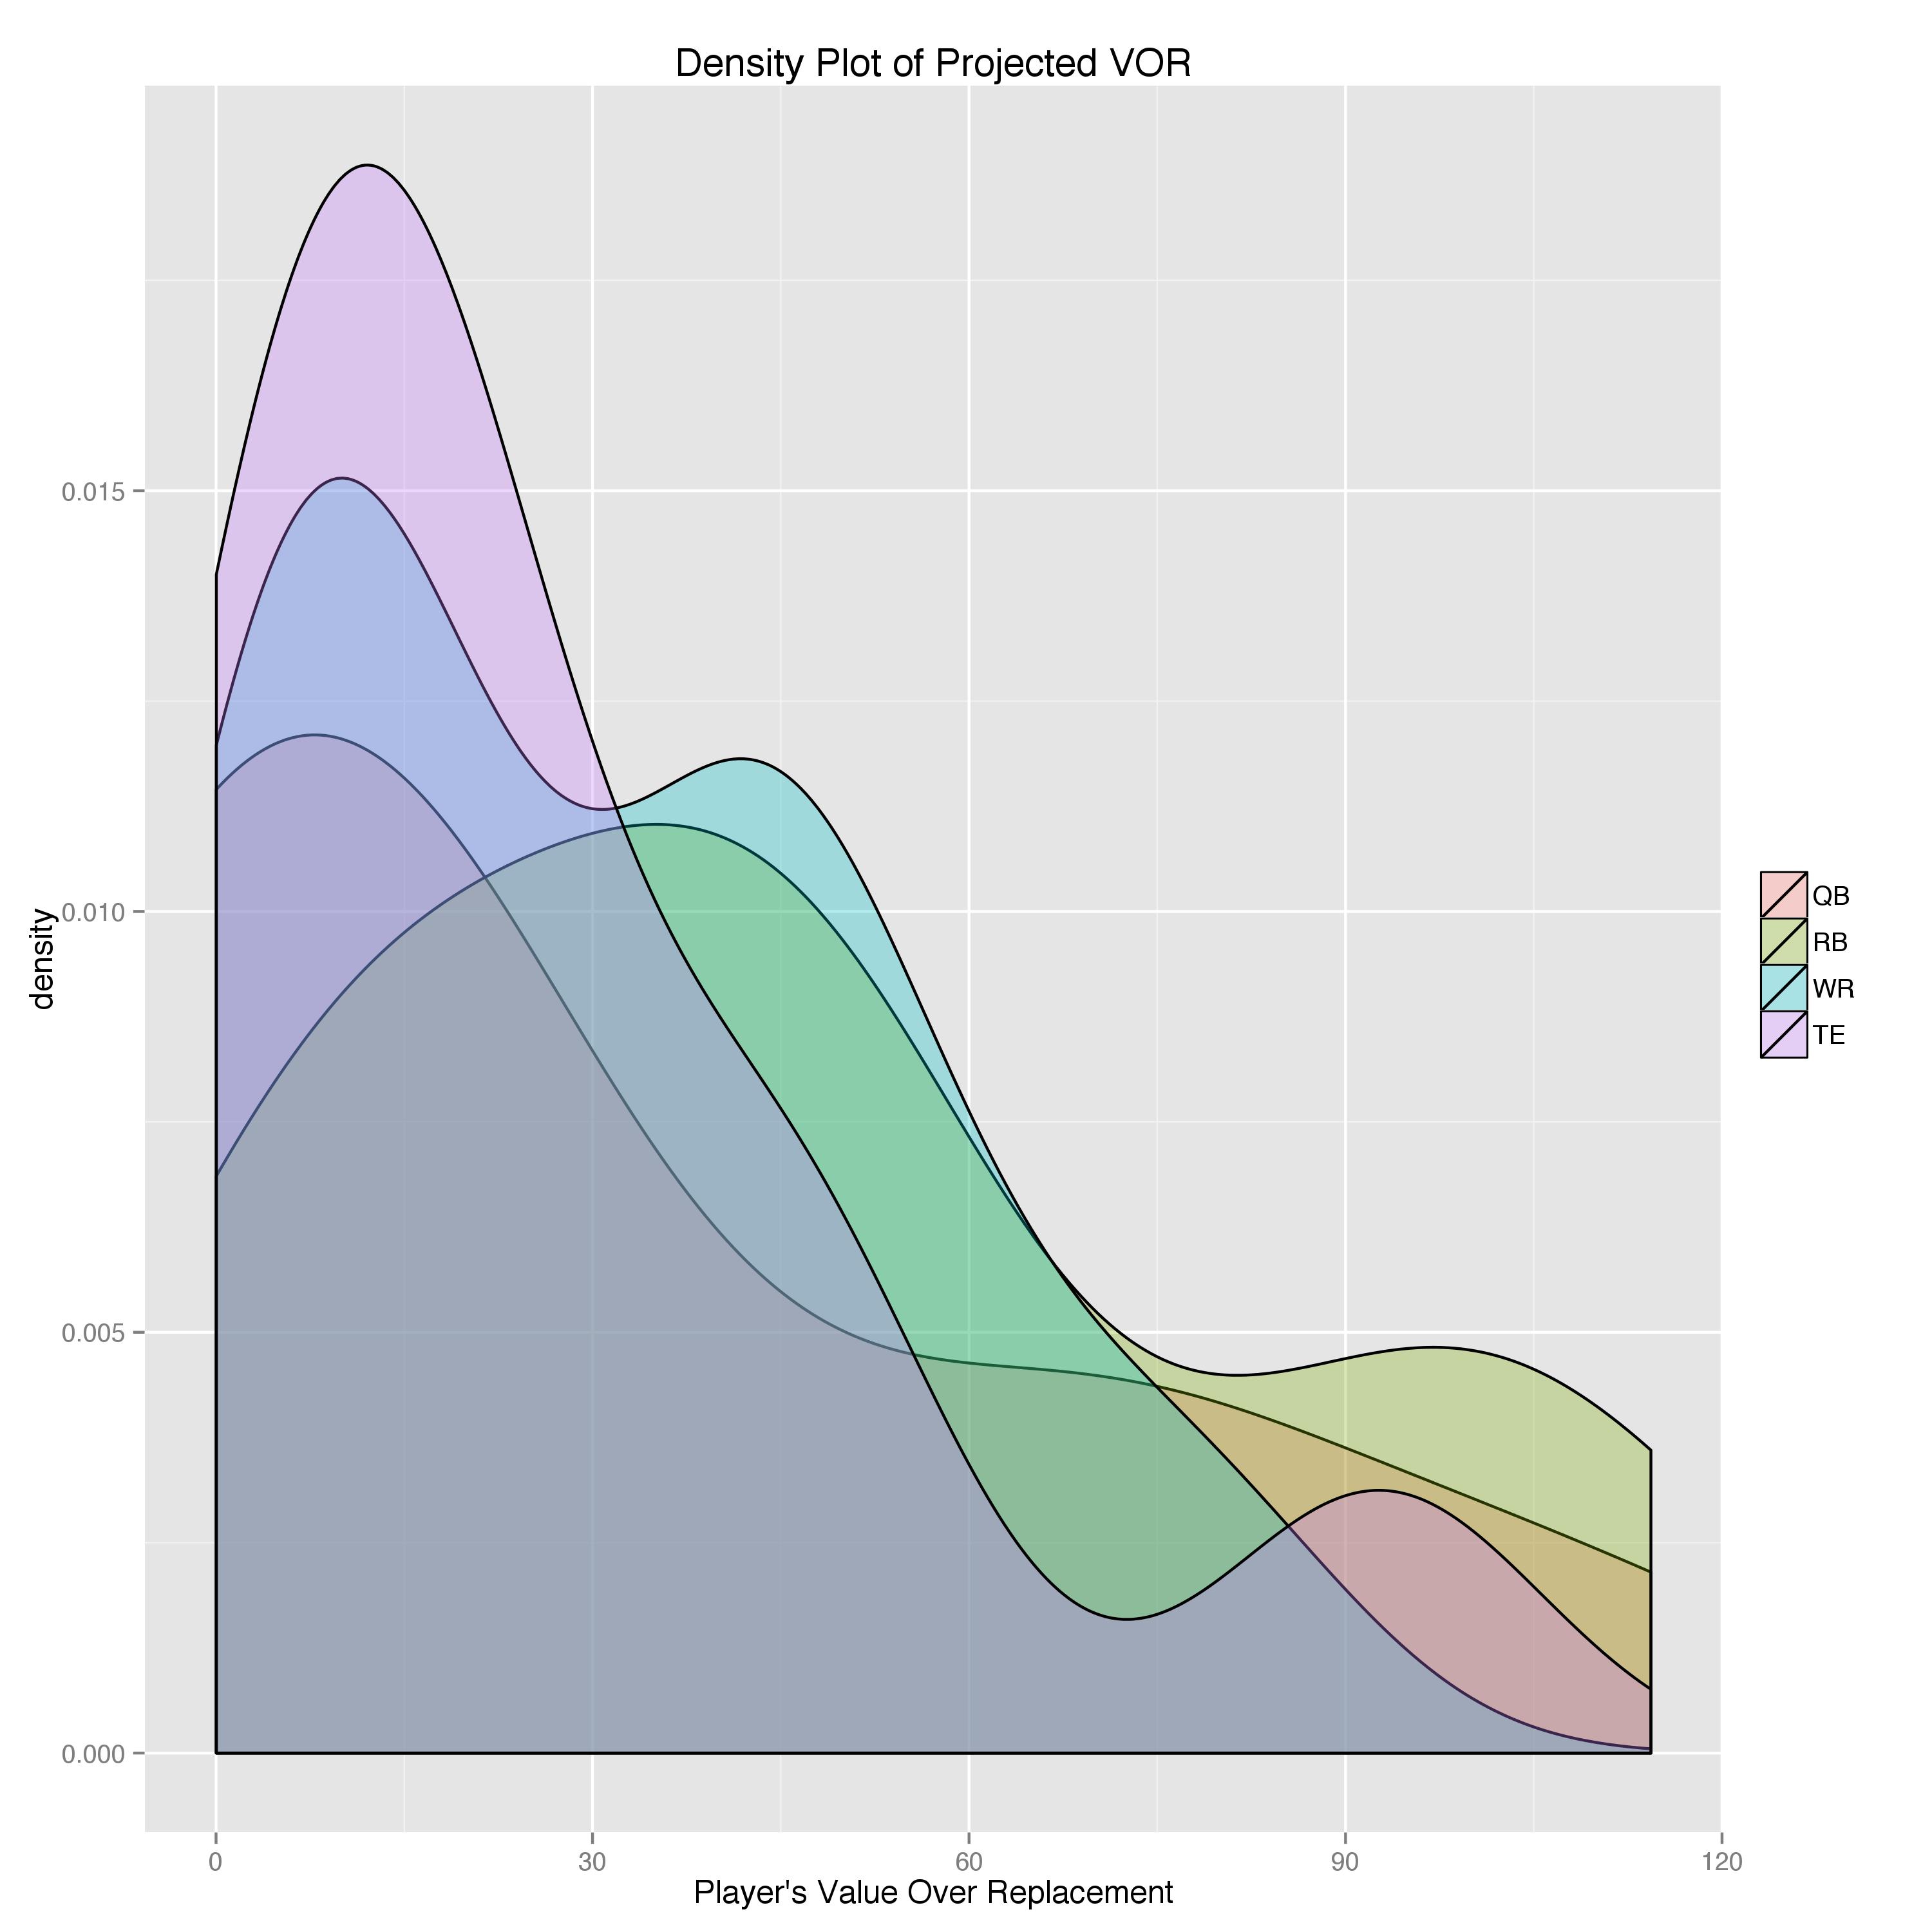 Density Plot of Projected VOR
density
0.015
0.010
0.005
0.000
0
30
60
90
120
Player's Value Over Replacement
QB
RB
WR
TE